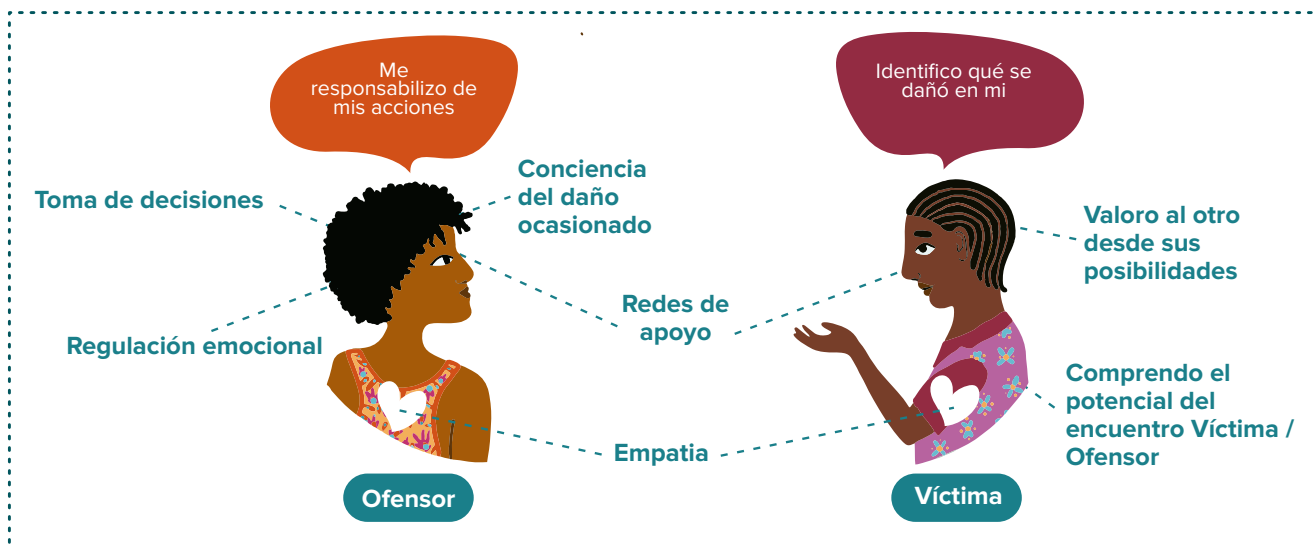 Me
responsabilizo de
mis acciones
Identifico qué se
dañó en mi
Toma de decisiones
Conciencia
del daño
ocasionado
Valoro al otro
desde sus
posibilidades
Regulación emocional
Redes de
apoyo
Comprendo el
potencial del
encuentro Víctima /
Ofensor
Empatia
Ofensor
Víctima